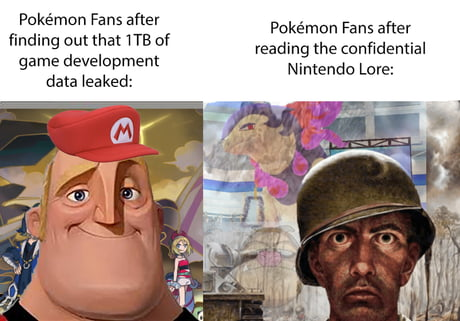 Pokémon Fans after
finding out that 1TB of
game development
data leaked:
Pokémon Fans after
reading the confidential
Nintendo Lore:
M